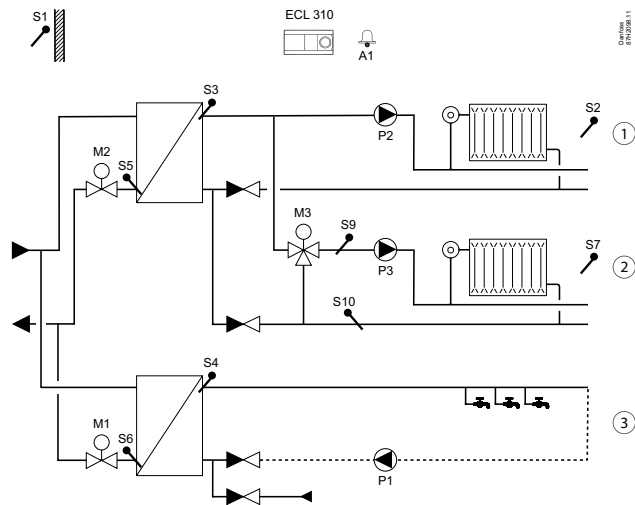 S1
ECL 310
A1
Danfoss
87H2098.11
S3
P2
S2
1
M2
S5
M3
S9
P3
S7
2
S10
S4
M1
S6
P1
3